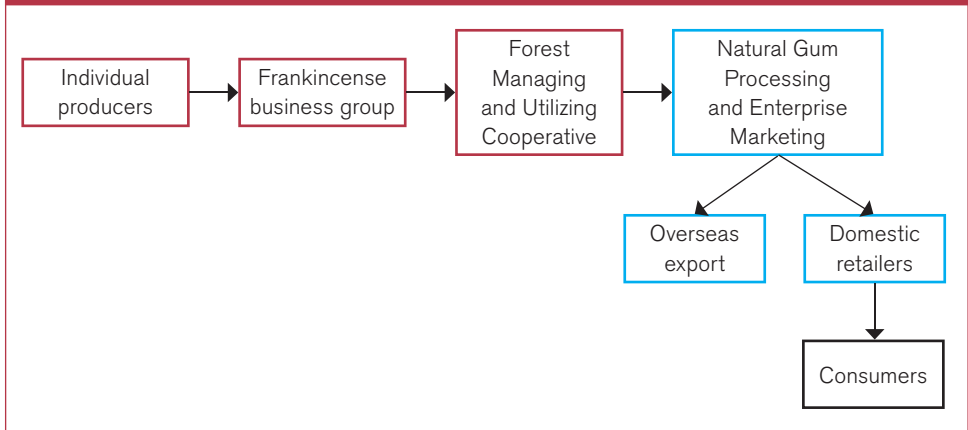 Individual
producers
Frankincense
business group
Forest
Managing
and Utilizing
Cooperative
Natural Gum
Processing
and Enterprise
Marketing
Overseas
export
Domestic
retailers
Consumers